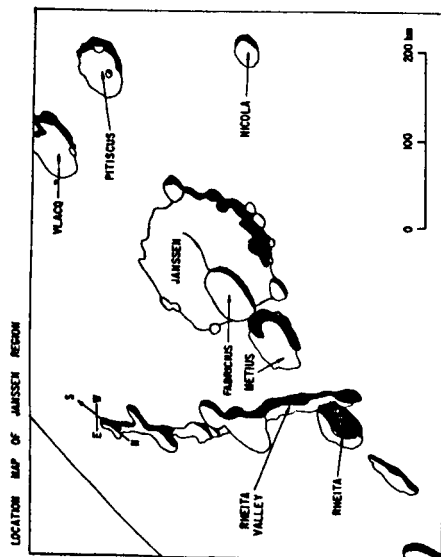 LOCATION MAP OF JANSSEN REGION
VLACQ
PITISCUS
NICOLA
JANSSEN
FABRICIUS
METIUS
RHEITA
VALLEY
RHEITA
S
W
E
N
0 100 200 km